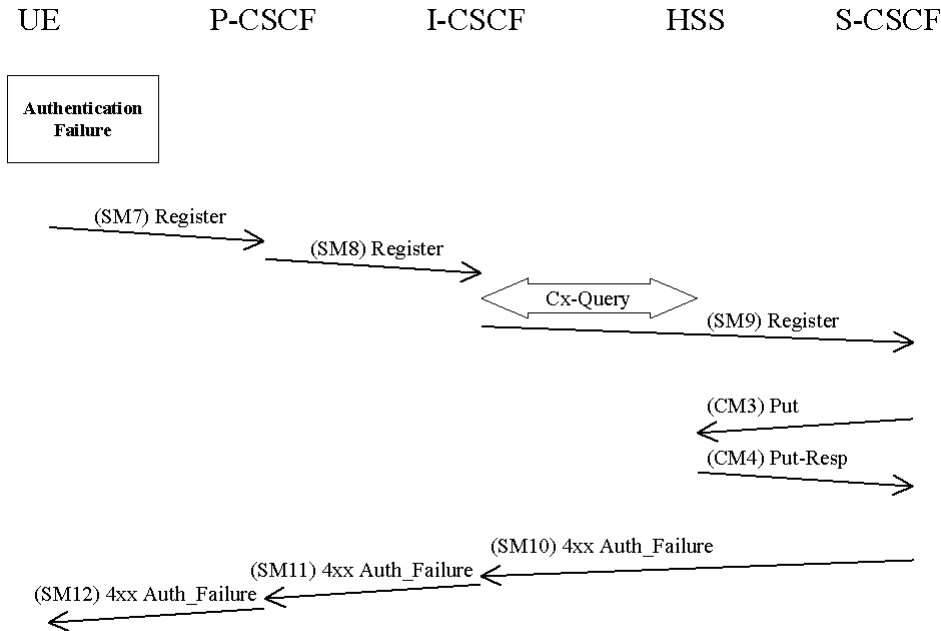 UE P-CSCF I-CSCF HSS S-CSCF
Authentication
Failure
(SM7) Register
(SM8) Register
Cx-Query
(SM9) Register
(CM3) Put
(CM4) Put-Resp
(SM10) 4xx Auth_Failure
(SM11) 4xx Auth_Failure
(SM12) 4xx Auth_Failure